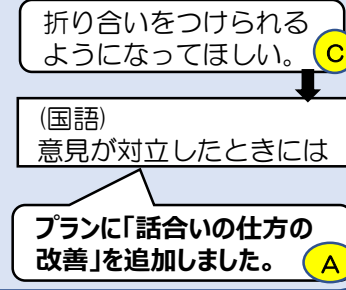 折り合いをつけられる
ようになってほしい。
C
(国語)
意見が対立したときには
プランに「話合いの仕方の
改善」を追加しました。
A